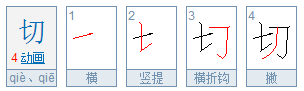 切
4 动画
qiè、qiē
1 2 3 4
横 竖提 横折钩 撇